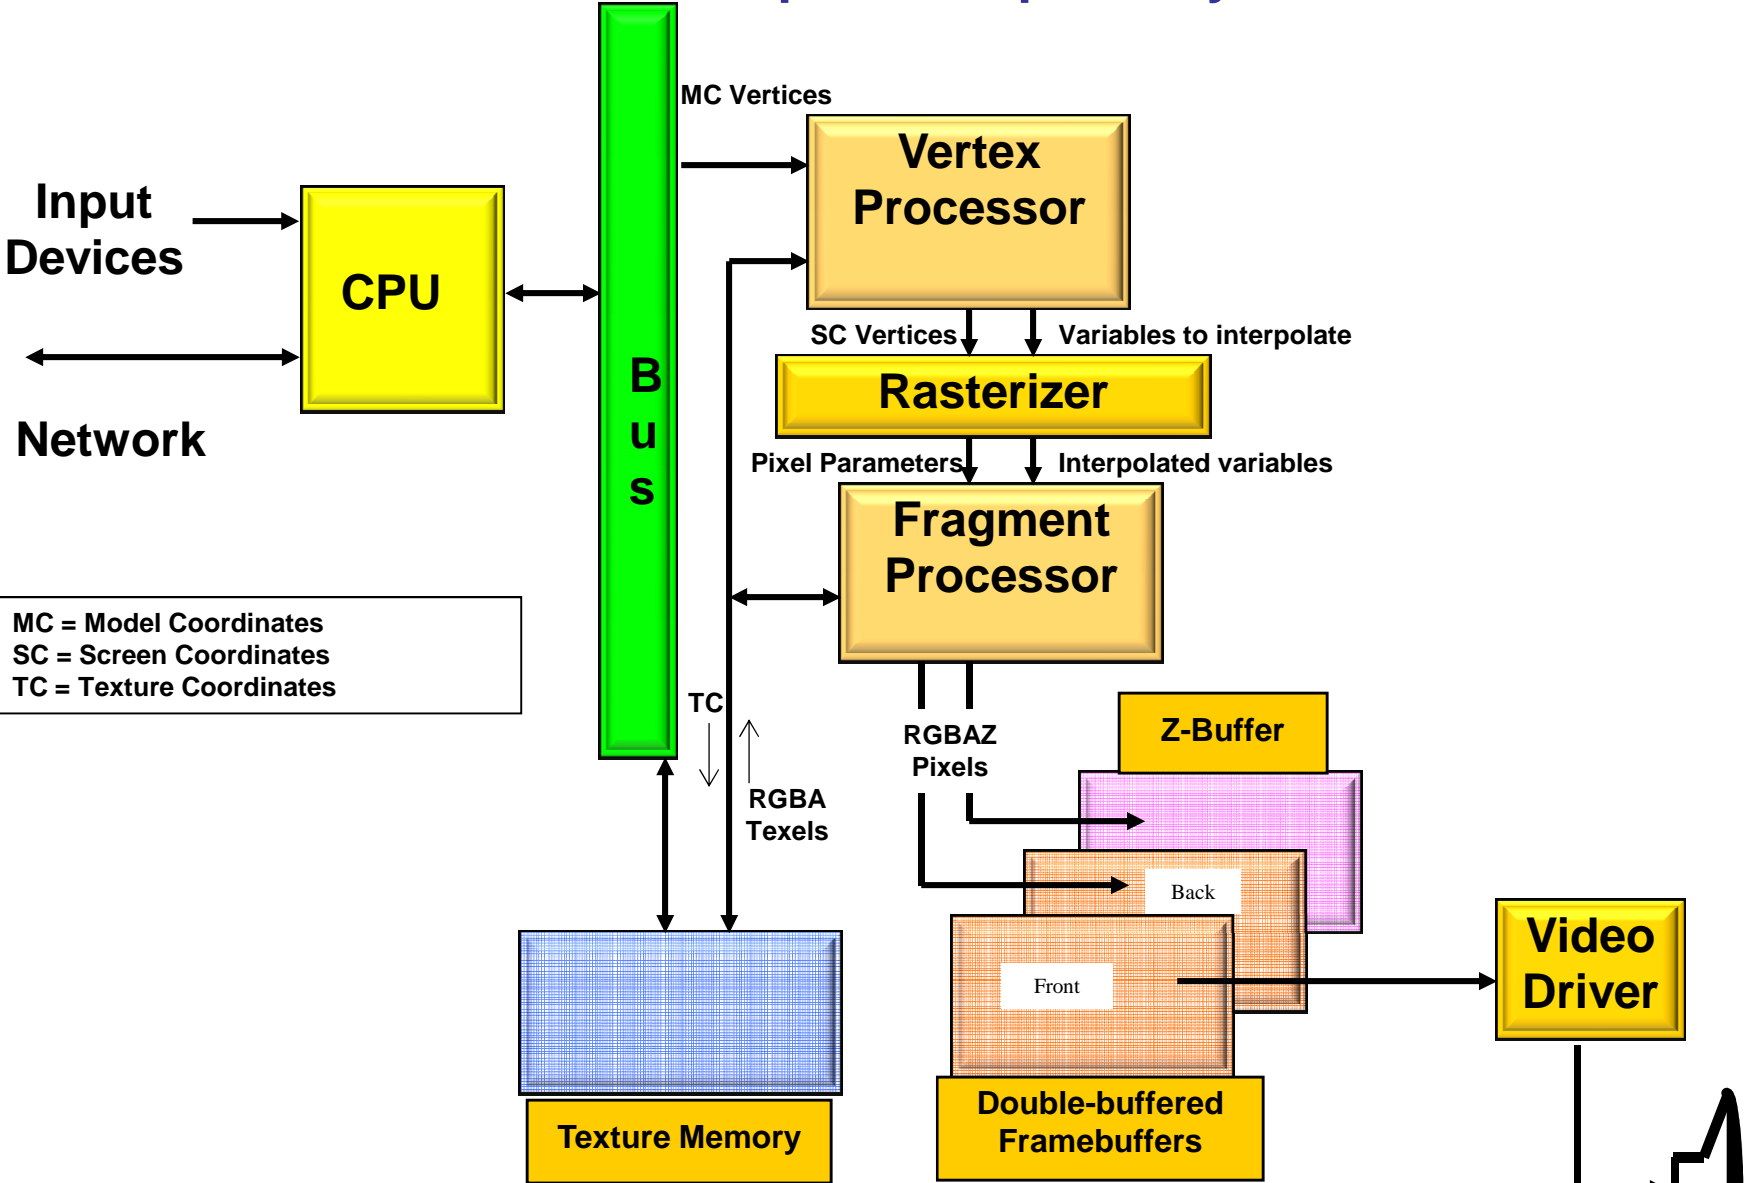 MC Vertices
Vertex
Processor
Input
Devices
CPU
SC Vertices
Variables to interpolate
B
u
s
Rasterizer
Network
Pixel Parameters
Interpolated variables
Fragment
Processor
MC = Model Coordinates
SC = Screen Coordinates
TC = Texture Coordinates
TC
RGBAZ
Pixels
Z-Buffer
RGBA
Texels
Back
Front
Video
Driver
Texture Memory
Double-buffered
Framebuffers